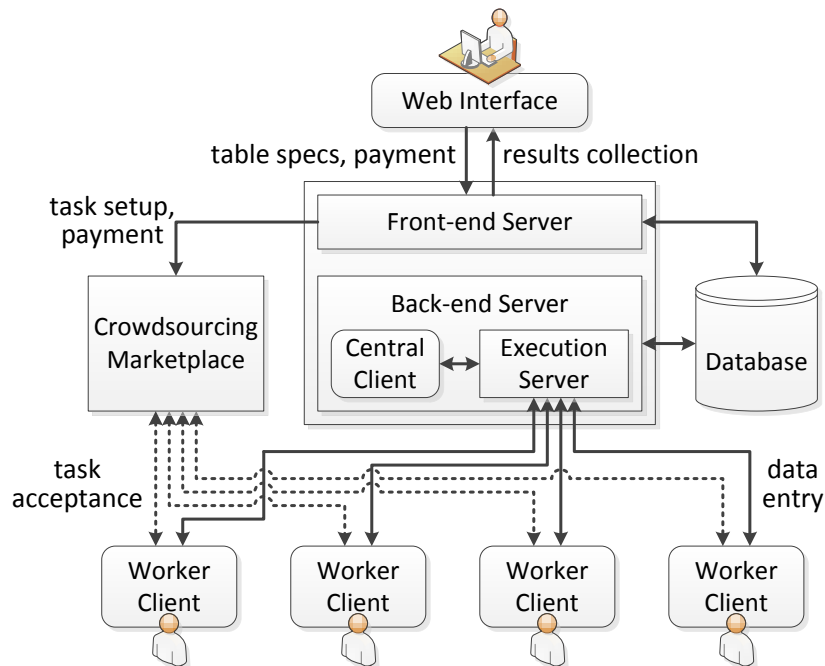 Web Interface
table specs, payment
results collection
task setup,
payment
Front-end Server
Back-end Server
Crowdsourcing
Marketplace
Central
Client
Execution
Server
Database
task
acceptance
data
entry
Worker
Client
Worker
Client
Worker
Client
Worker
Client